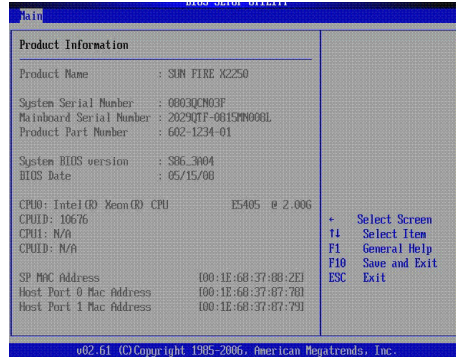 BIOS SETUP UTILITY
Main
Product Information
Product Name : SUN FIRE X2250
System Serial Number : 0803QCN03F
Mainboard Serial Number : 2029QTF-0815MN008L
Product Part Number : 602-1234-01
System BIOS version : S86_3A04
BIOS Date : 05/15/08
CPU0: Intel(R) Xeon(R) CPU E5405 @ 2.00G
CPUID: 10676
CPU1: N/A
CPUID: N/A
SP MAC Address [00:1E:68:37:88:2E]
Host Port 0 Mac Address [00:1E:68:37:87:78]
Host Port 1 Mac Address [00:1E:68:37:87:79]
← Select Screen
↑↓ Select Item
F1 General Help
F10 Save and Exit
ESC Exit
v02.61 (C)Copyright 1985-2006, American Megatrends, Inc.